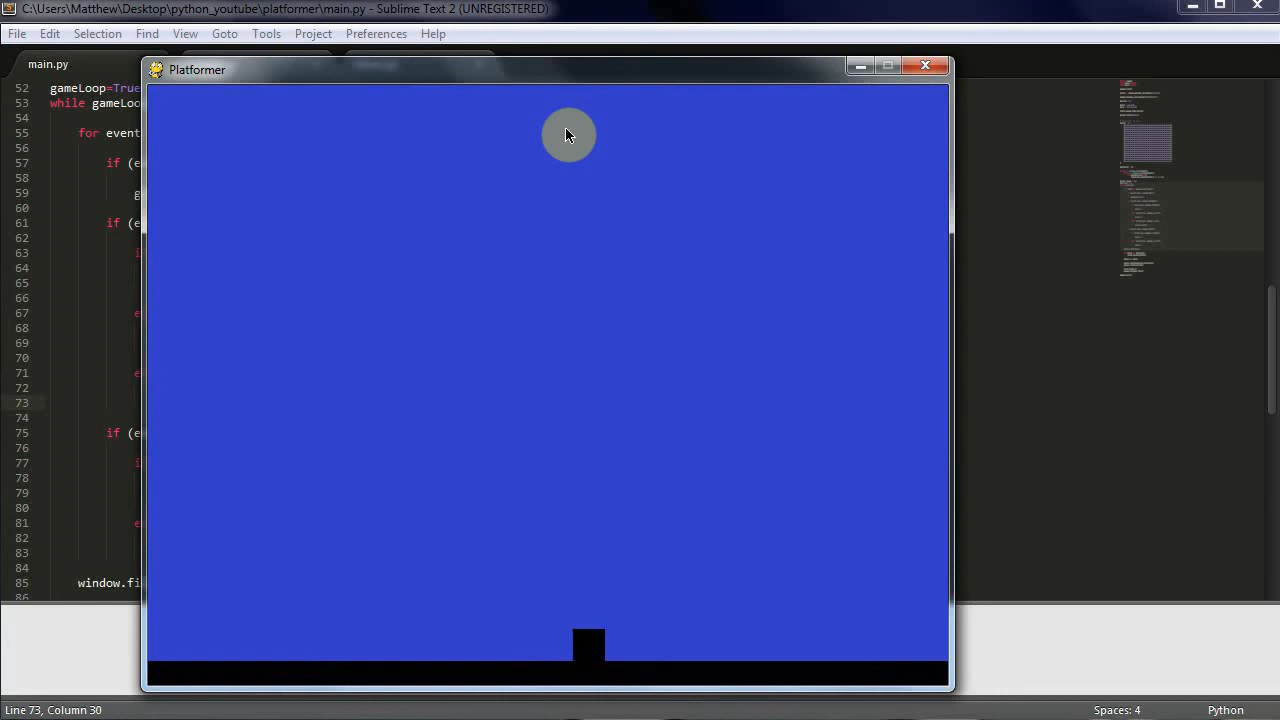 C:\Users\Matthew\Desktop\python_youtube\platformer\main.py - Sublime Text 2 (UNREGISTERED)
File Edit Selection Find View Goto Tools Project Preferences Help
main.py
Platformer
52 gameLoop=True
53 while gameLoo
54
55 for event
56
57 if (e
58
59 g
60
61 if (e
62
63 i
64
65
66
67 e
68
69
70
71 e
72
73
74
75 if (e
76
77 i
78
79
80
81 e
82
83
84
85 window.fi
86
Line 73, Column 30
Spaces: 4
Python